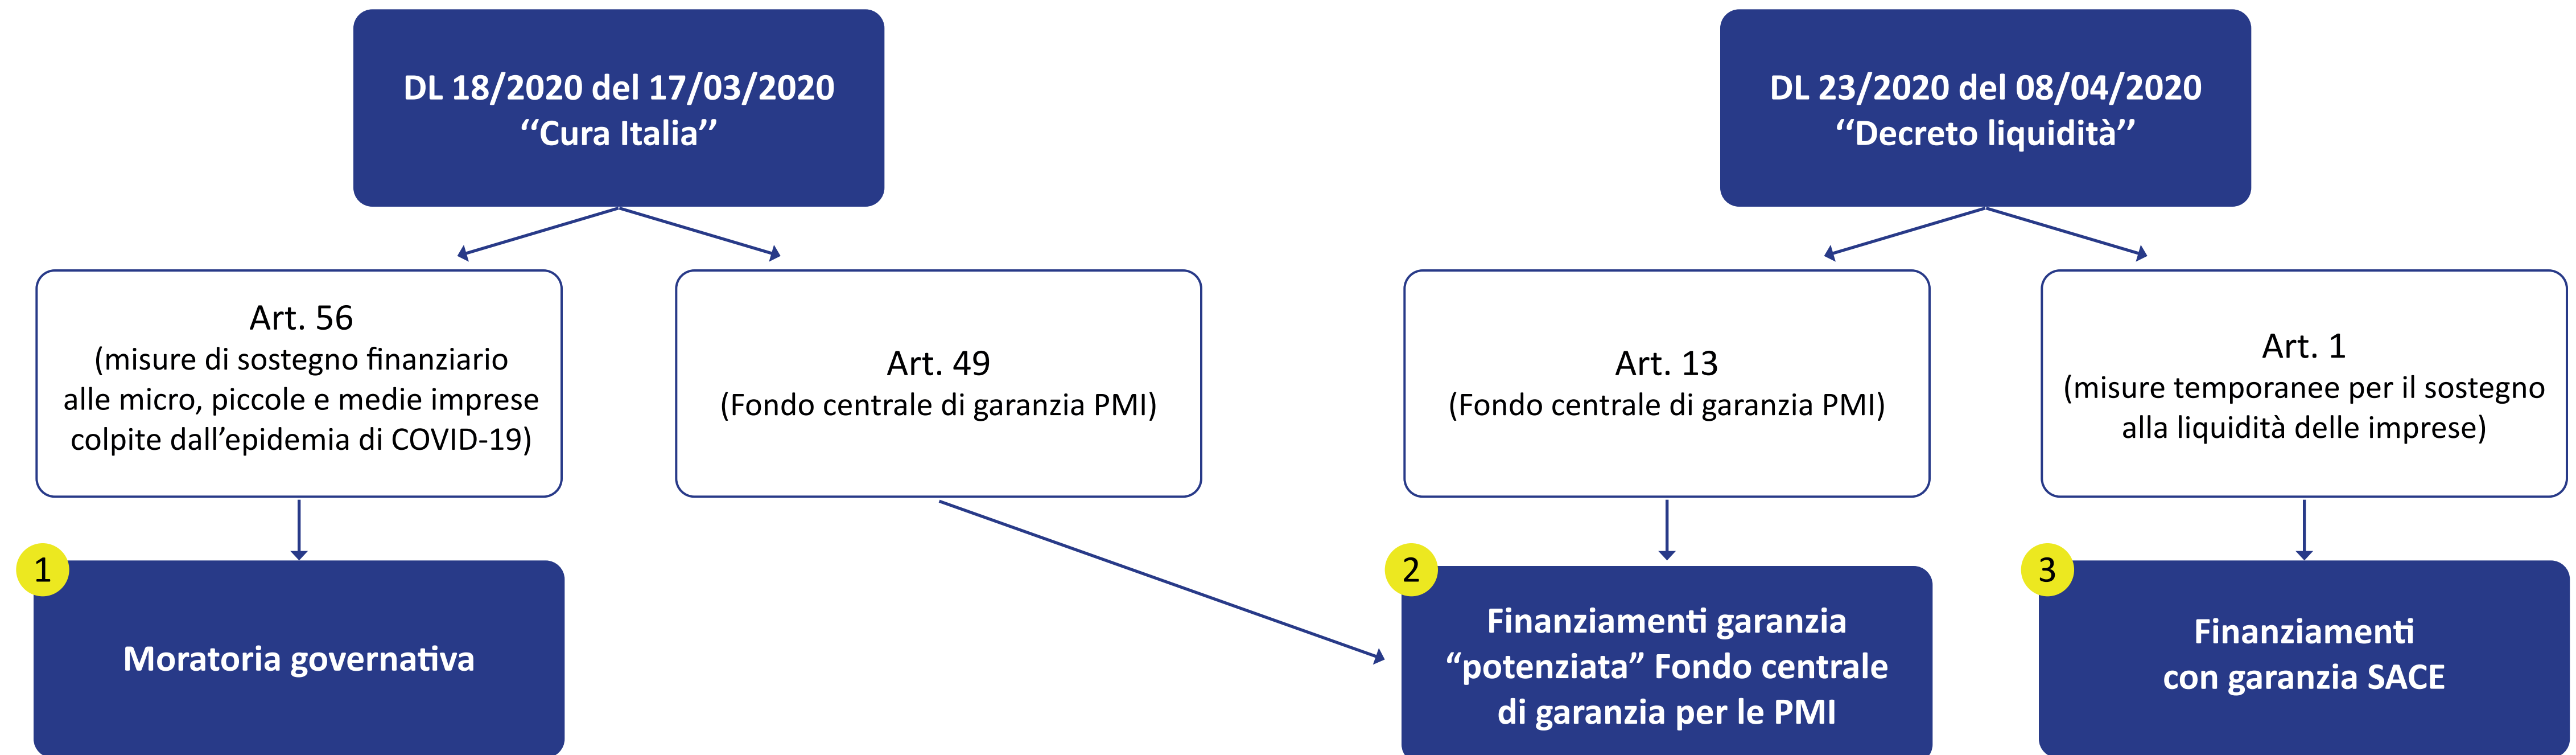 DL 18/2020 del 17/03/2020
‘‘Cura Italia’’
DL 23/2020 del 08/04/2020
‘‘Decreto liquidità’’
Art. 56
(misure di sostegno finanziario
alle micro, piccole e medie imprese
colpite dall’epidemia di COVID-19)
Art. 49
(Fondo centrale di garanzia PMI)
Art. 13
(Fondo centrale di garanzia PMI)
Art. 1
(misure temporanee per il sostegno
alla liquidità delle imprese)
1
Moratoria governativa
2
Finanziamenti garanzia
“potenziata” Fondo centrale
di garanzia per le PMI
3
Finanziamenti
con garanzia SACE